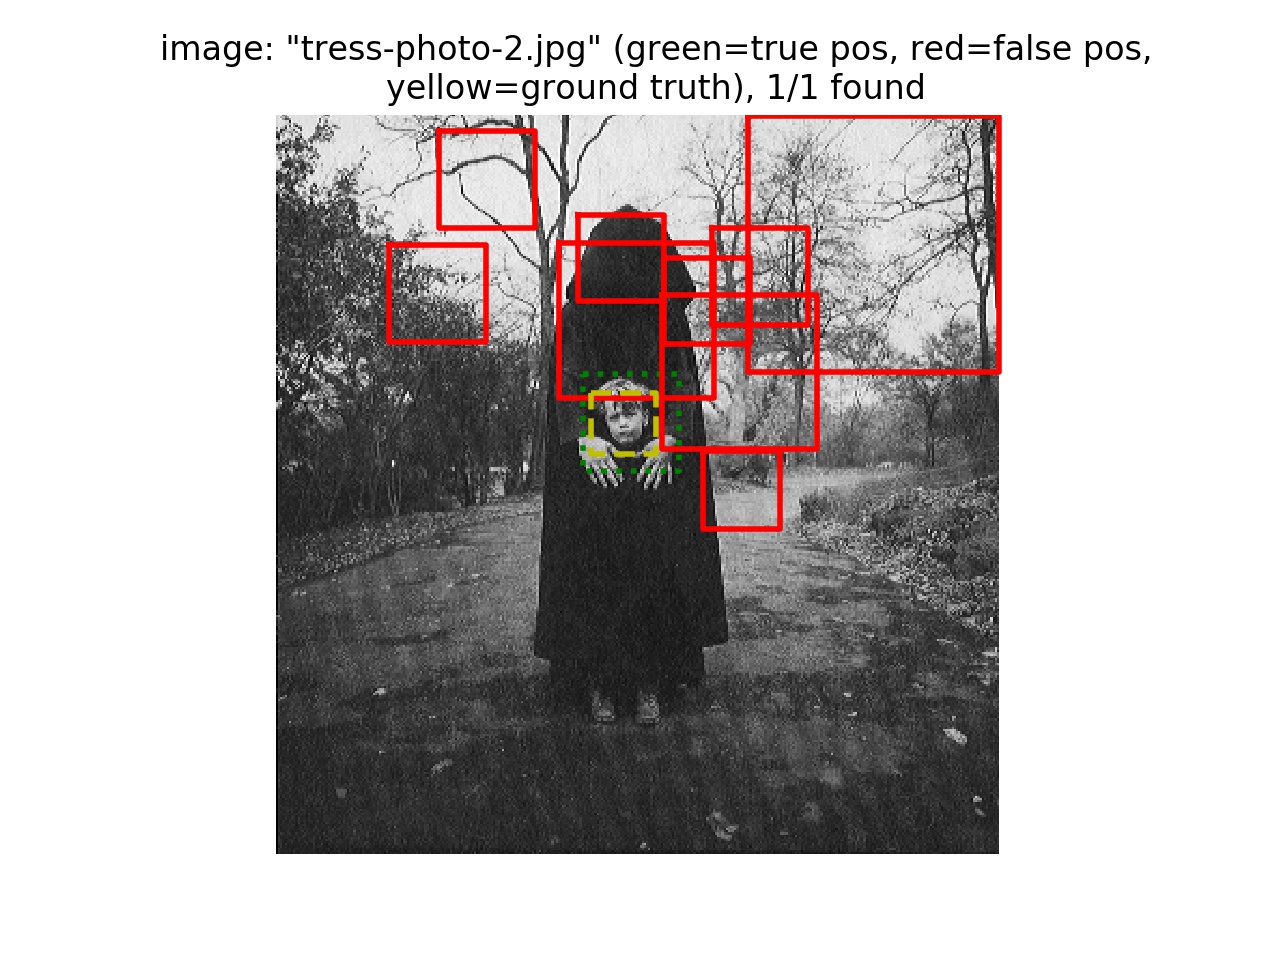 image: "tress-photo-2.jpg" (green=true pos, red=false pos,
yellow=ground truth), 1/1 found